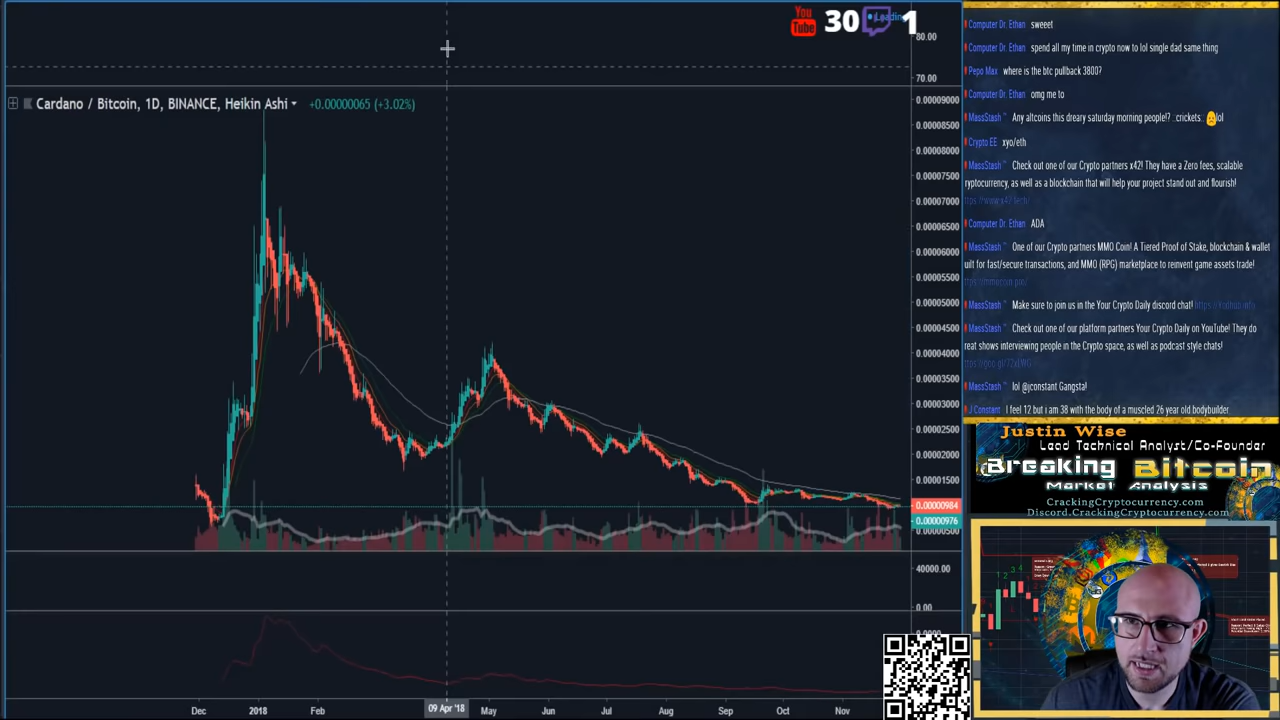 You Tube 30 1
80.00
70.00
Cardano / Bitcoin, 1D, BINANCE, Heikin Ashi +0.00000065 (+3.02%)
0.00009000
0.00008500
0.00008000
0.00007500
0.00007000
0.00006500
0.00006000
0.00005500
0.00005000
0.00004500
0.00004000
0.00003500
0.00003000
0.00002500
0.00002000
0.00001500
0.00000984
0.00000976
0.00000500
40000.00
0.00
0.0000
Dec 2018 Feb 09 Apr '18 May Jun Jul Aug Sep Oct Nov
Computer Dr. Ethan sweeet
Computer Dr. Ethan spend all my time in crypto now to lol single dad same thing
Pepo Max where is the btc pullback 3800?
Computer Dr. Ethan omg me to
MassStash Any altcoins this dreary saturday morning people!? ..crickets.. lol
Crypto EE xyo/eth
MassStash Check out one of our Crypto partners x42! They have a Zero fees, scalable
ryptocurrency, as well as a blockchain that will help your project stand out and flourish!
Computer Dr. Ethan ADA
MassStash One of our Crypto partners MMO Coin! A Tiered Proof of Stake, blockchain & wallet
uilt for fast/secure transactions, and MMO (RPG) marketplace to reinvent game assets trade!
MassStash Make sure to join us in the Your Crypto Daily discord chat!
MassStash Check out one of our platform partners Your Crypto Daily on YouTube! They do
reat shows interviewing people in the Crypto space, as well as podcast style chats!
MassStash lol @jconstant Gangsta!
J Constant I feel 12 but i am 38 with the body of a muscled 26 year old bodybuilder
Justin Wise
Lead Technical Analyst/Co-Founder
Breaking Bitcoin
Market Analysis
CrackingCryptocurrency.com
Discord.CrackingCryptocurrency.com